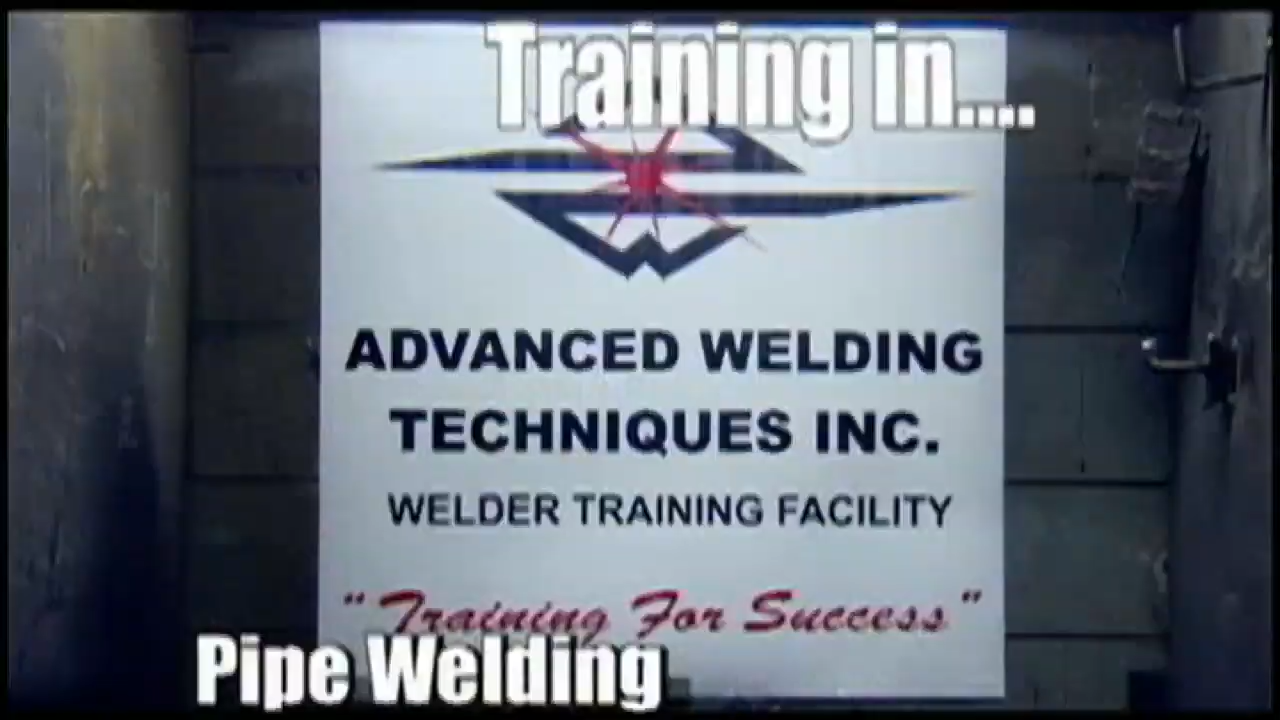 Training in....
ADVANCED WELDING
TECHNIQUES INC.
WELDER TRAINING FACILITY
"Training For Success"
Pipe Welding